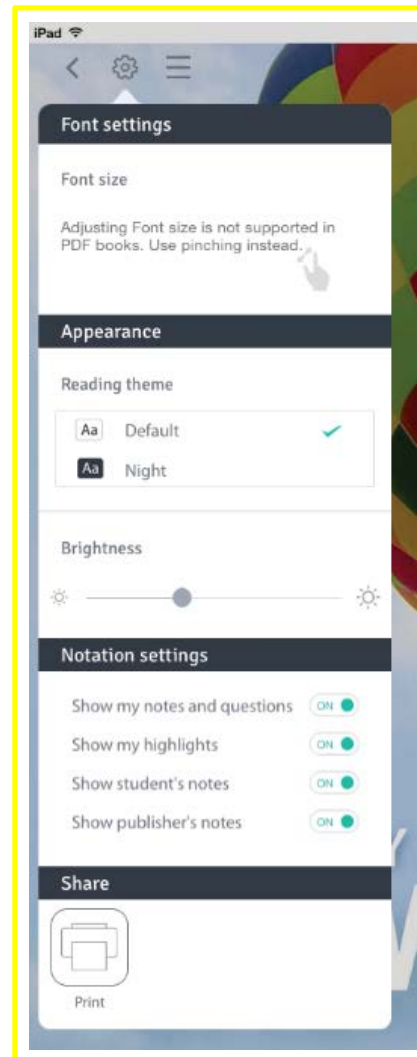 iPad
Font settings
Font size
Adjusting Font size is not supported in
PDF books. Use pinching instead.
Appearance
Reading theme
Aa Default
Aa Night
Brightness
Notation settings
Show my notes and questions ON
Show my highlights ON
Show student's notes ON
Show publisher's notes ON
Share
Print